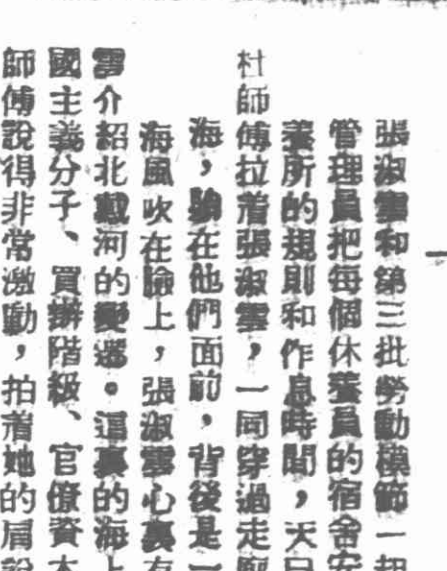 張淑雲和第三批勞動模範一
管理員把每個休養員的宿舍安
養所的規則和作息時間，天
杜師傅拉着張淑雲，一同穿過走廊
海，躺在他們面前，背後是一
海風吹在臉上，張淑雲心裏有
雲介紹北戴河的變遷。這裏的海上
國主義分子、買辦階級、官僚資本
師傅說得非常激動，拍着她的肩說